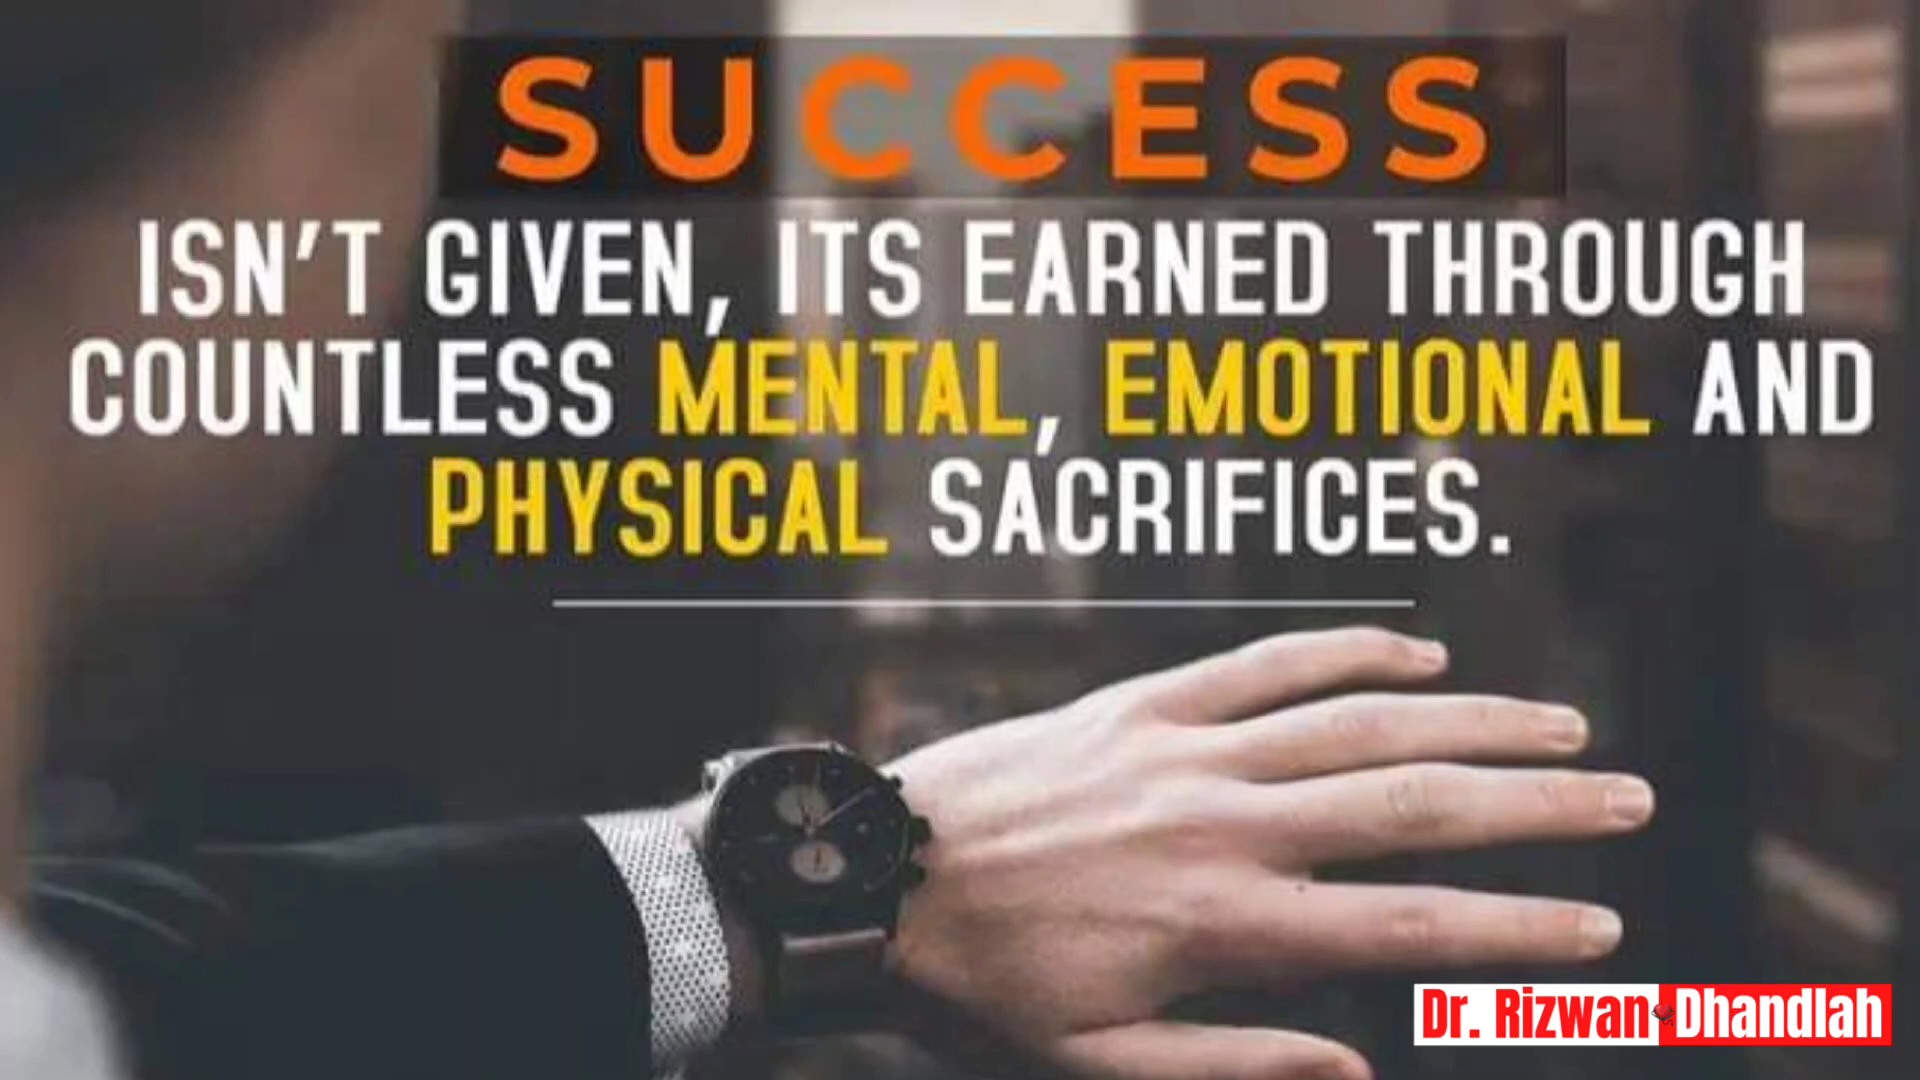 SUCCESS
ISN'T GIVEN, ITS EARNED THROUGH
COUNTLESS MENTAL, EMOTIONAL AND
PHYSICAL SACRIFICES.
Dr. Rizwan Dhandlah